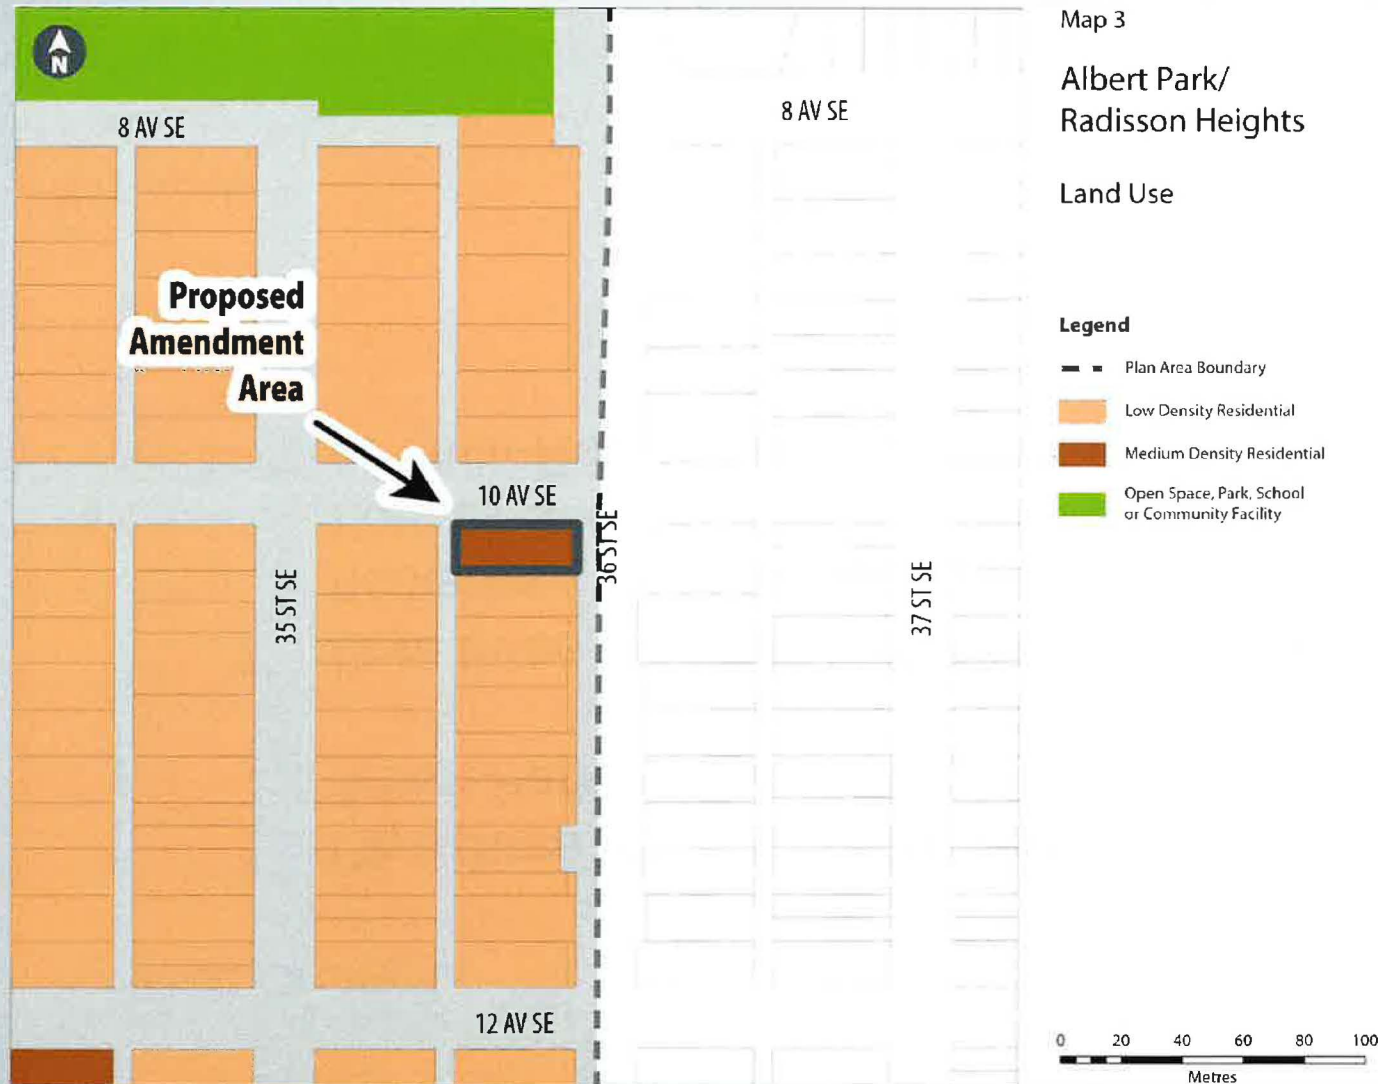 Map 3
Albert Park/
Radisson Heights
Land Use
N
8 AV SE
8 AV SE
Proposed
Amendment
Area
10 AV SE
36 ST SE
35 ST SE
37 ST SE
12 AV SE
Legend
Plan Area Boundary
Low Density Residential
Medium Density Residential
Open Space, Park, School
or Community Facility
0 20 40 60 80 100
Metres